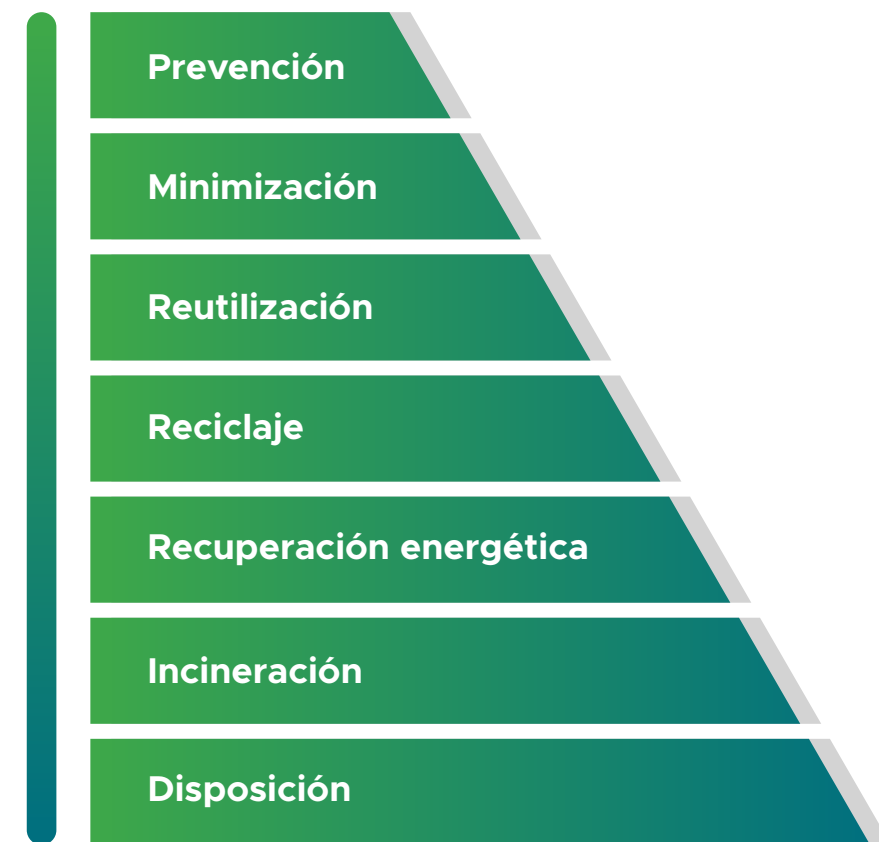 Prevención
Minimización
Reutilización
Reciclaje
Recuperación energética
Incineración
Disposición